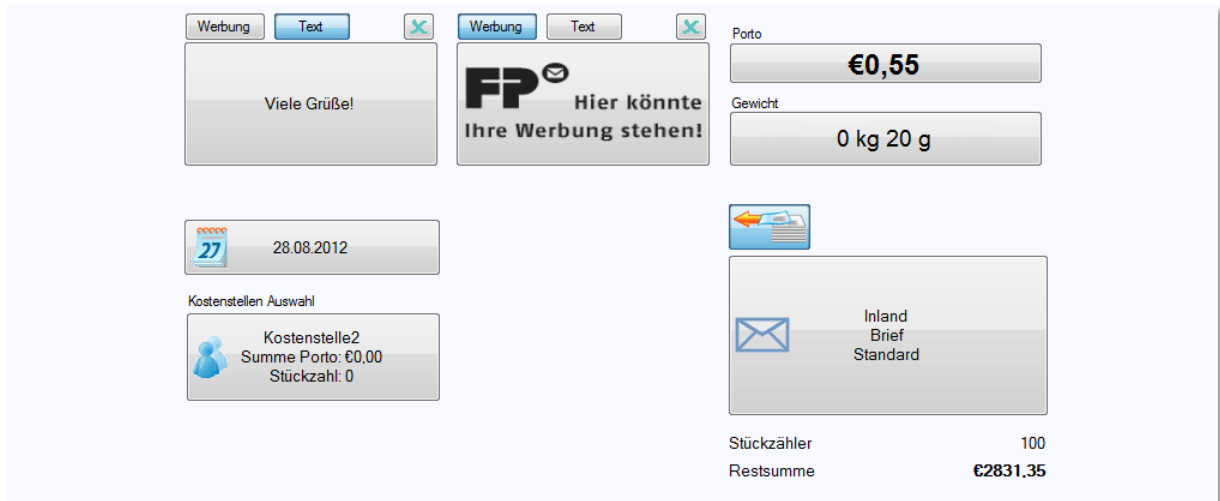 Werbung Text
Viele Grüße!
Werbung Text
FP Hier könnte
Ihre Werbung stehen!
Porto
€0,55
Gewicht
0 kg 20 g
27
28.08.2012
Kostenstellen Auswahl
Kostenstelle2
Summe Porto: €0,00
Stückzahl: 0
Inland
Brief
Standard
Stückzähler 100
Restsumme €2831,35